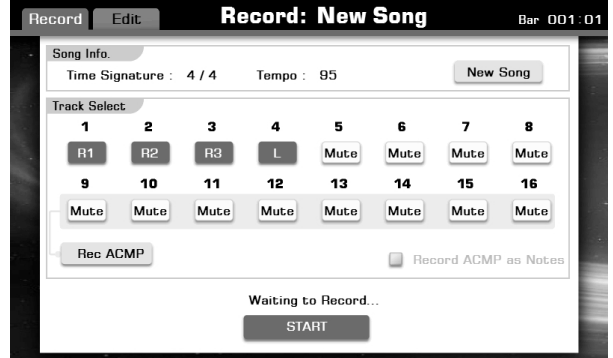 Record Edit Record: New Song Bar 001:01
Song Info.
Time Signature : 4 / 4 Tempo : 95 New Song
Track Select
1 2 3 4 5 6 7 8
R1 R2 R3 L Mute Mute Mute Mute
9 10 11 12 13 14 15 16
Mute Mute Mute Mute Mute Mute Mute Mute
Rec ACMP Record ACMP as Notes
Waiting to Record...
START